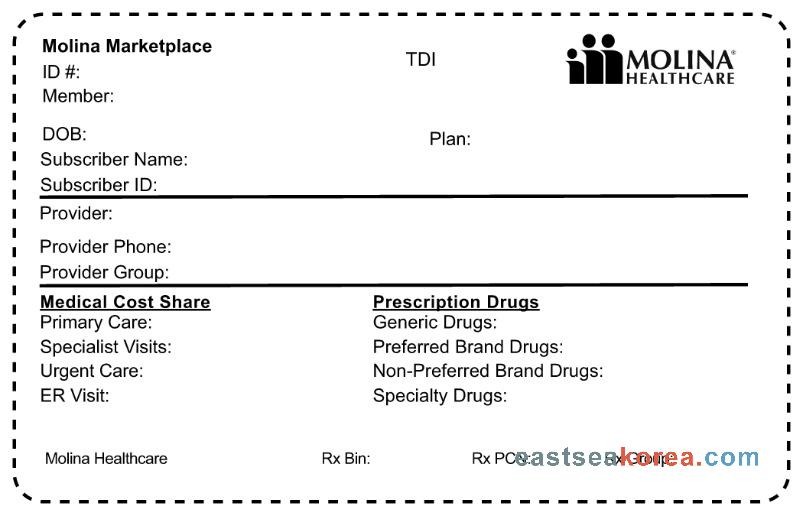 Molina Marketplace
TDI
MOLINA®
HEALTHCARE
ID #:
Member:
DOB:
Plan:
Subscriber Name:
Subscriber ID:
Provider:
Provider Phone:
Provider Group:
Medical Cost Share
Prescription Drugs
Primary Care:
Generic Drugs:
Specialist Visits:
Preferred Brand Drugs:
Urgent Care:
Non-Preferred Brand Drugs:
ER Visit:
Specialty Drugs:
Molina Healthcare
Rx Bin:
Rx PCN:
Rx Group:
eastseakorea.com